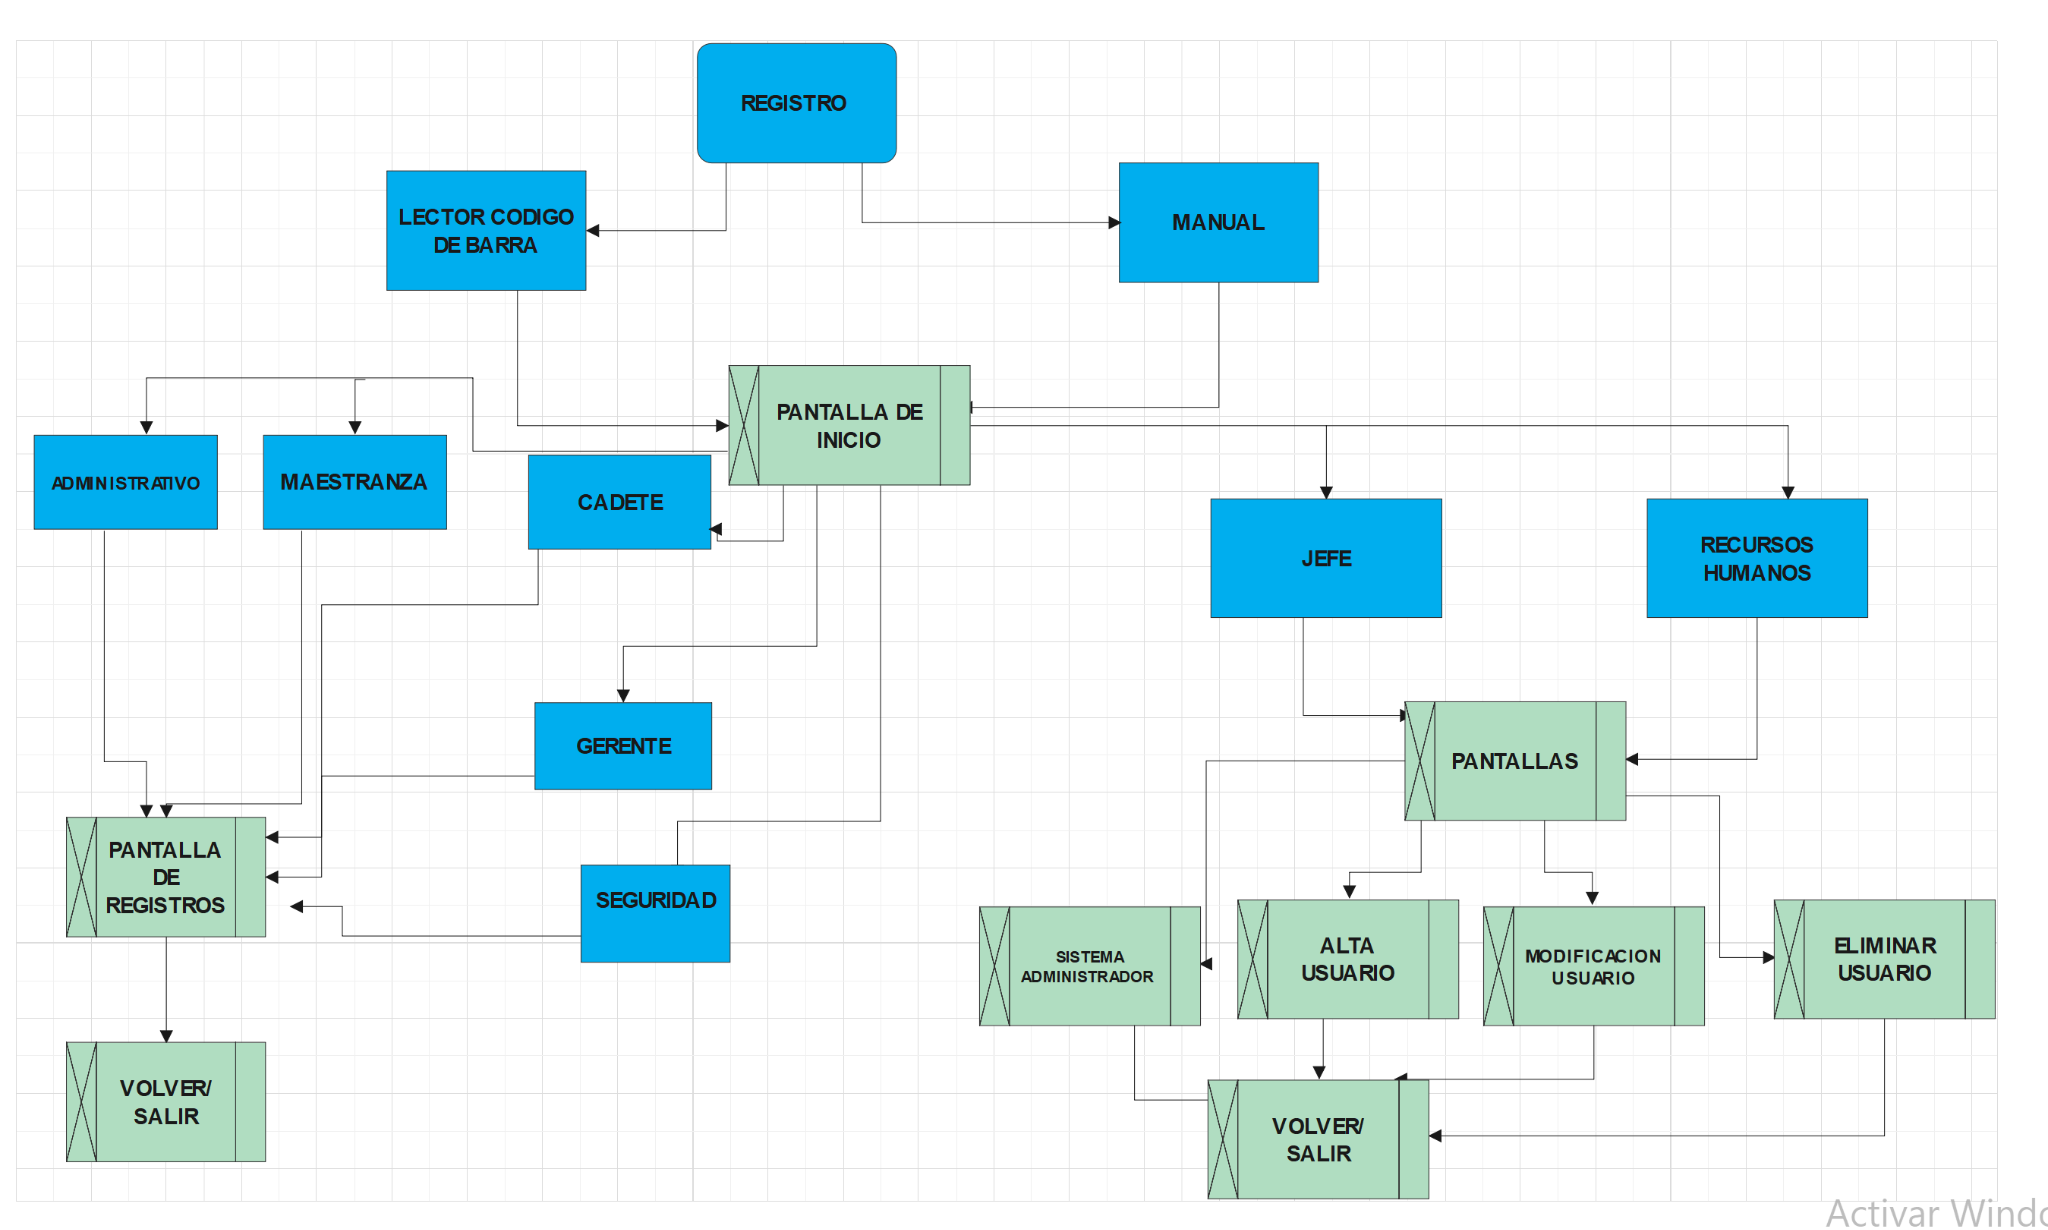 REGISTRO
LECTOR CODIGO
DE BARRA
MANUAL
PANTALLA DE
INICIO
ADMINISTRATIVO
MAESTRANZA
CADETE
JEFE
RECURSOS
HUMANOS
GERENTE
PANTALLAS
PANTALLA
DE
REGISTROS
SEGURIDAD
SISTEMA
ADMINISTRADOR
ALTA
USUARIO
MODIFICACION
USUARIO
ELIMINAR
USUARIO
VOLVER/
SALIR
VOLVER/
SALIR
Activar Windo